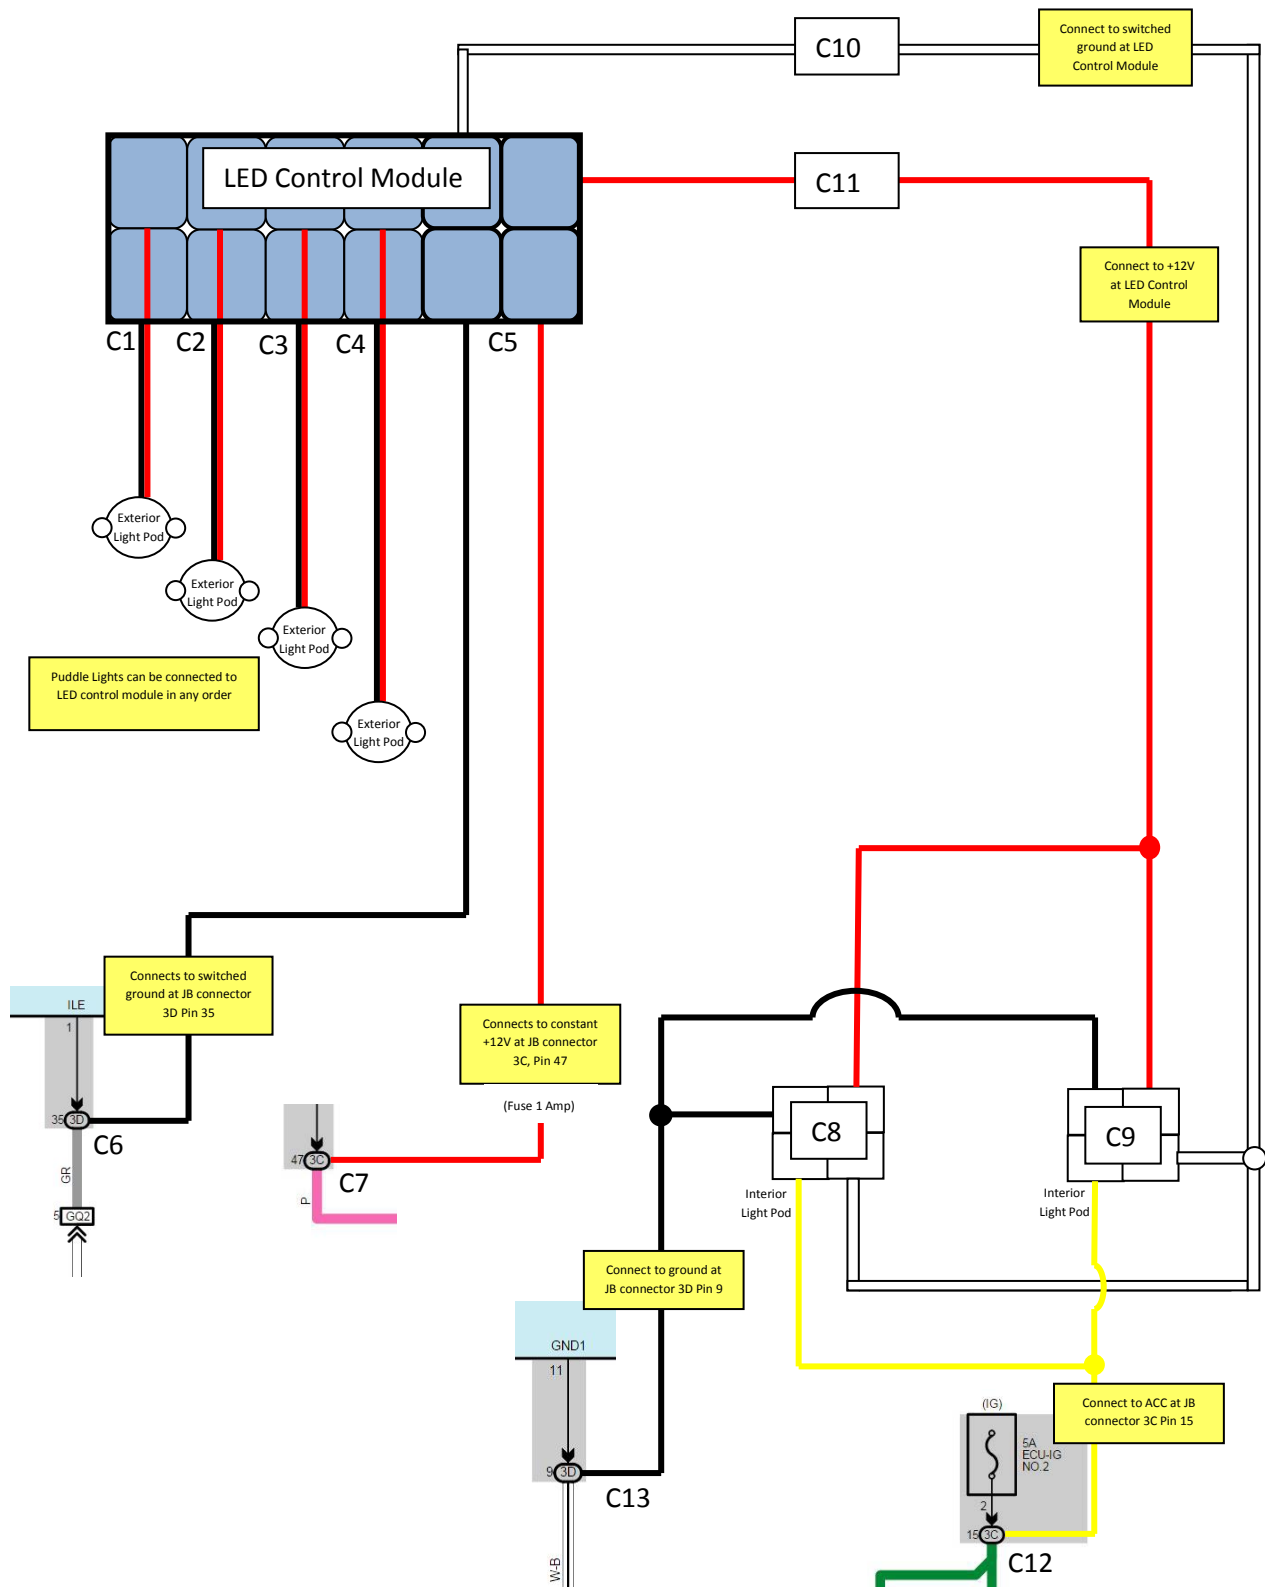 C10
Connect to switched
ground at LED
Control Module
LED Control Module
C11
Connect to +12V
at LED Control
Module
C1
C2
C3
C4
C5
Exterior
Light Pod
Exterior
Light Pod
Exterior
Light Pod
Exterior
Light Pod
Puddle Lights can be connected to
LED control module in any order
Connects to switched
ground at JB connector
3D Pin 35
ILE
1
35
3D
C6
GR
5
GQ2
Connects to constant
+12V at JB connector
3C, Pin 47
(Fuse 1 Amp)
47
3C
C7
P
C8
C9
Interior
Light Pod
Interior
Light Pod
Connect to ground at
JB connector 3D Pin 9
GND1
11
9
3D
C13
W-B
Connect to ACC at JB
connector 3C Pin 15
(IG)
5A
ECU-IG
NO.2
2
15
3C
C12